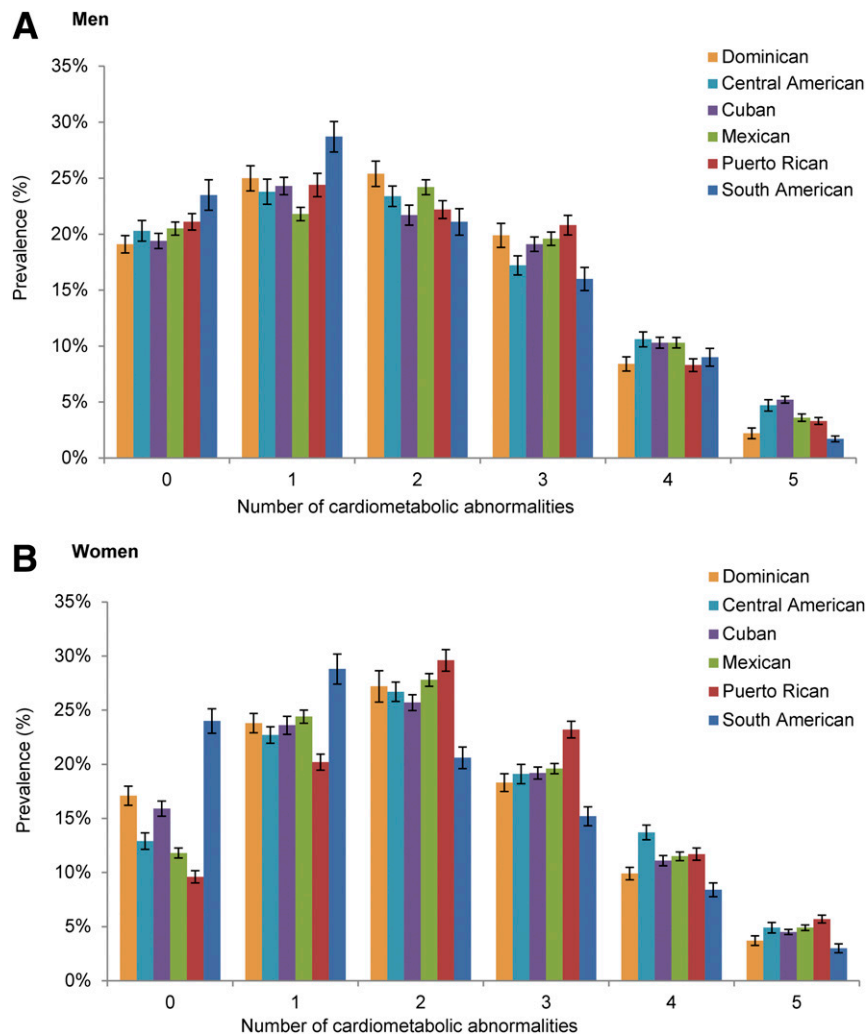 A Men
Dominican
Central American
Cuban
Mexican
Puerto Rican
South American
Prevalence (%)
35%
30%
25%
20%
15%
10%
5%
0%
0 1 2 3 4 5
Number of cardiometabolic abnormalities
B Women
Dominican
Central American
Cuban
Mexican
Puerto Rican
South American
Prevalence (%)
35%
30%
25%
20%
15%
10%
5%
0%
0 1 2 3 4 5
Number of cardiometabolic abnormalities